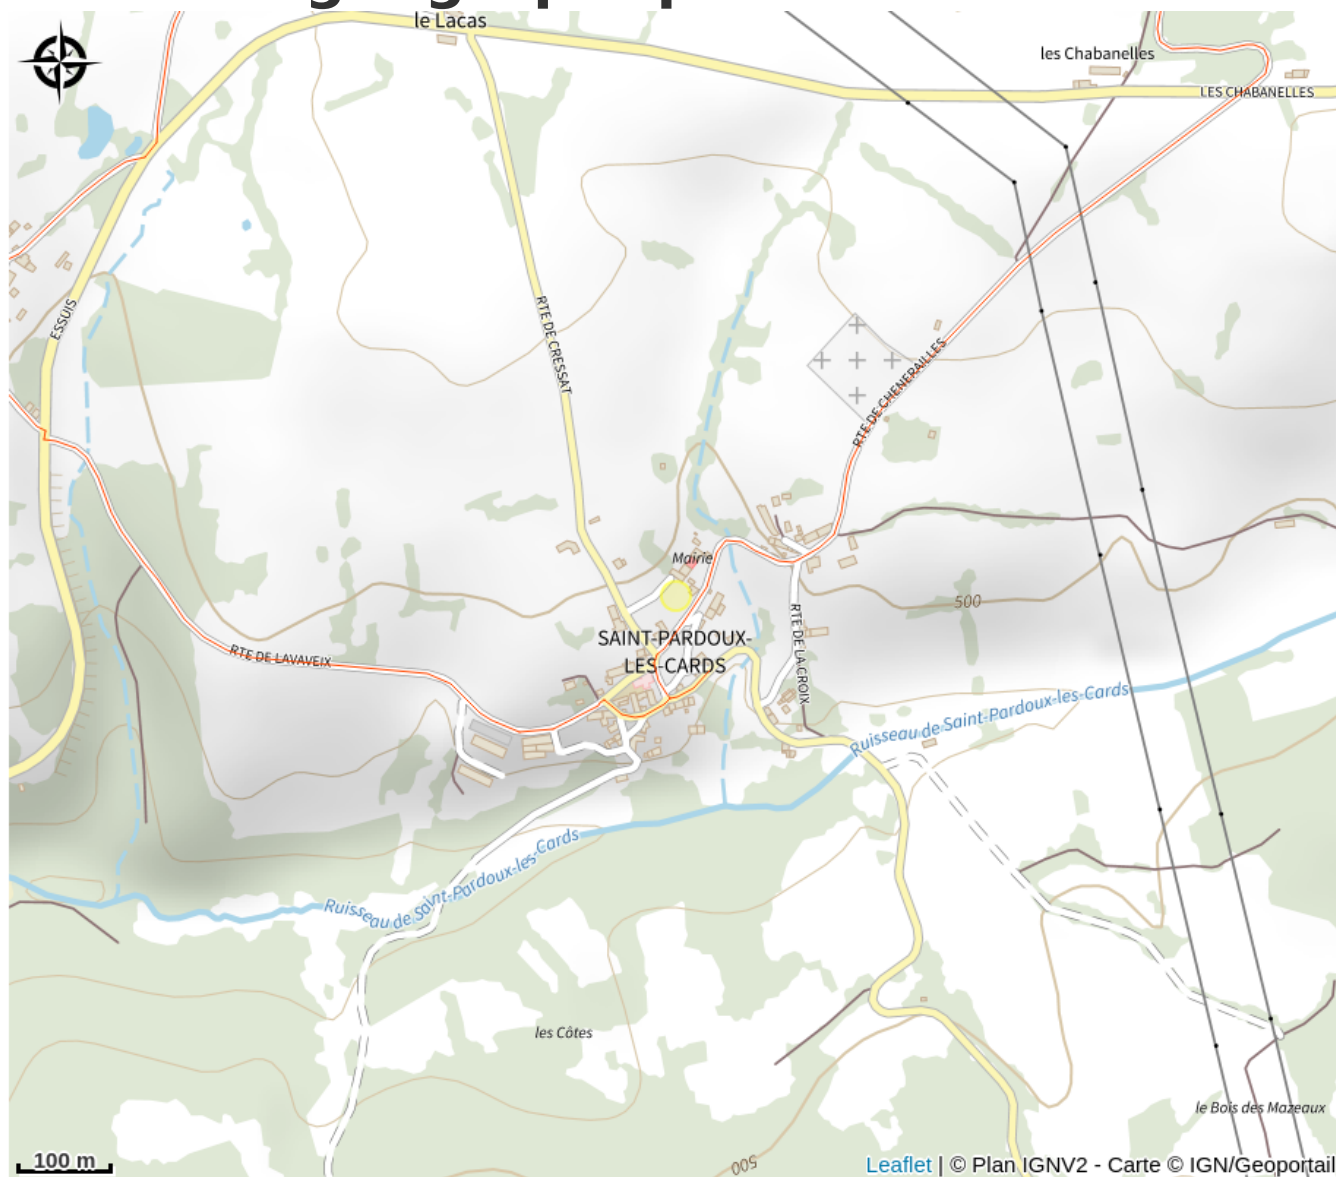 le Lacas
les Chabanelles
LES CHABANELLES
ESSUIS
RTE DE CRESSAT
RTE DE CHENERAILLES
Mairie
500
SAINT-PARDOUX-
LES-CARDS
RTE DE LA CROIX
RTE DE LAVAVEIX
Ruisseau de Saint-Pardoux-les-Cards
Ruisseau de Saint-Pardoux-les-Cards
les Côtes
le Bois des Mazeaux
500
100 m
Leaflet | © Plan IGNV2 - Carte © IGN/Geoportail